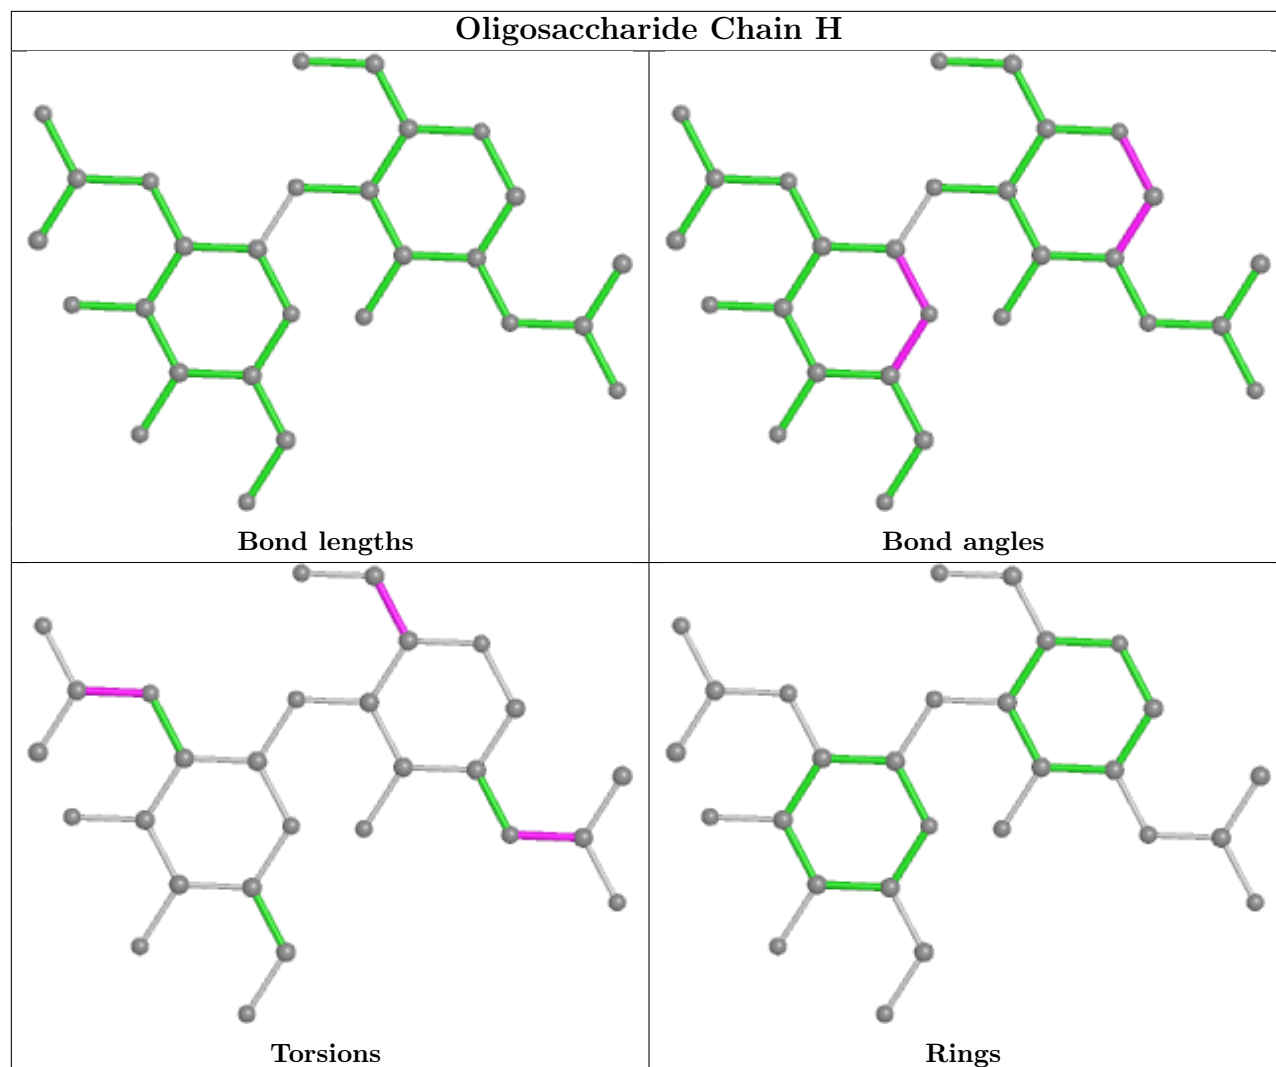 Oligosaccharide Chain H
Bond lengths
Bond angles
Torsions
Rings